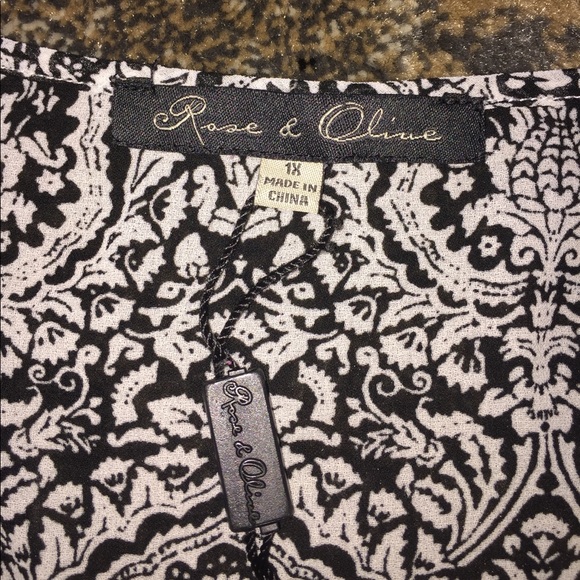 Rose & Olive
1X
MADE IN
CHINA
Rose & Olive